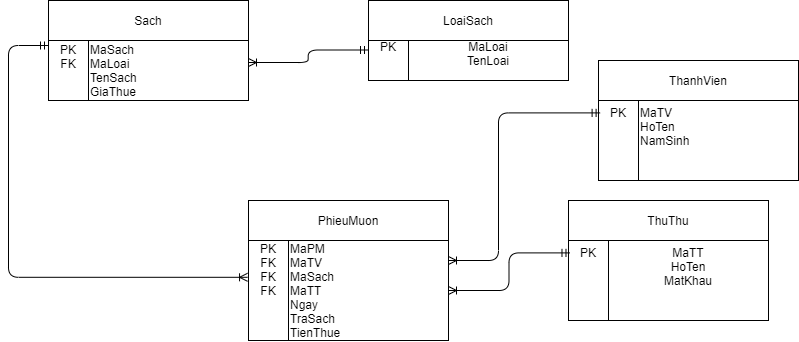 Sach
PK MaSach
FK MaLoai
TenSach
GiaThue
LoaiSach
PK MaLoai
TenLoai
ThanhVien
PK MaTV
HoTen
NamSinh
PhieuMuon
PK MaPM
FK MaTV
FK MaSach
FK MaTT
Ngay
TraSach
TienThue
ThuThu
PK MaTT
HoTen
MatKhau